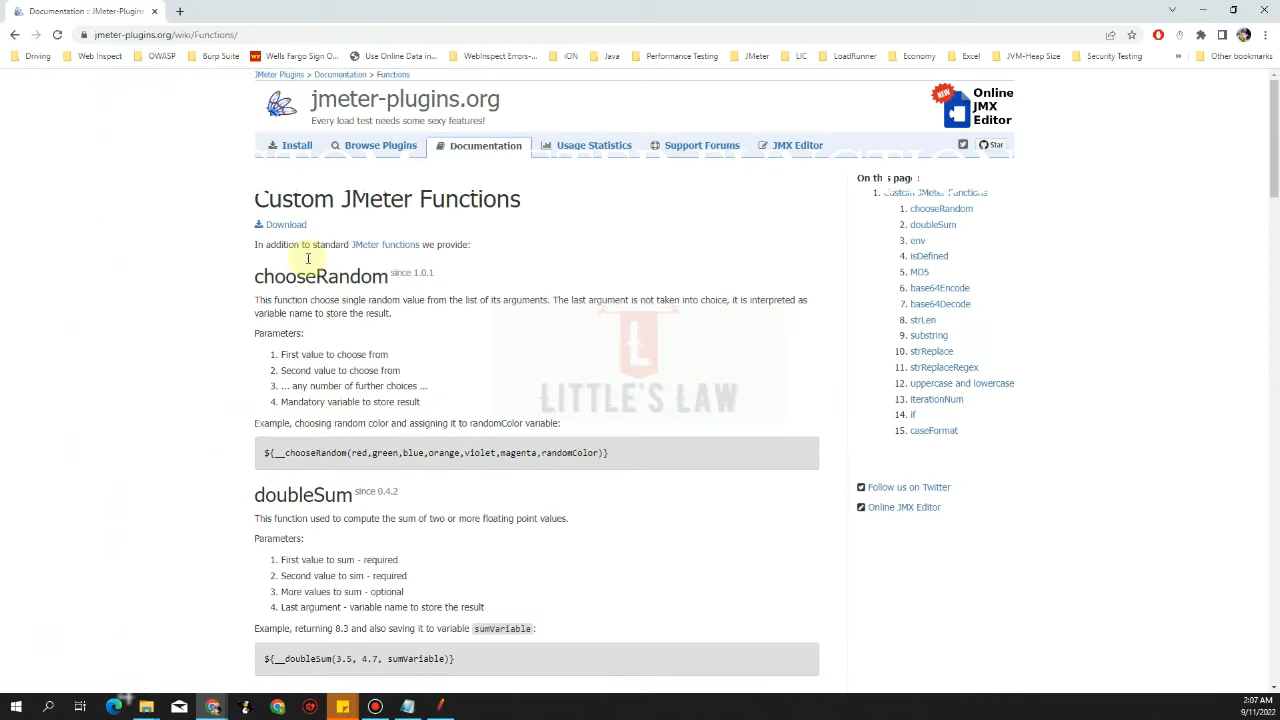 Documentation :: JMeter-Plugins.
jmeter-plugins.org/wiki/Functions/
Driving Web Inspect OWASP Burp Suite Wells Fargo Sign O... Use Online Data in... WebInspect Errors-... iON Java Performance Testing JMeter LIC LoadRunner Economy Excel JVM-Heap Size Security Testing » Other bookmarks
JMeter Plugins > Documentation > Functions
jmeter-plugins.org
Every load test needs some sexy features!
NEW Online
JMX
Editor
Install Browse Plugins Documentation Usage Statistics Support Forums JMX Editor Star
Custom JMeter Functions
Download
In addition to standard JMeter functions we provide:
chooseRandom since 1.0.1
This function choose single random value from the list of its arguments. The last argument is not taken into choice, it is interpreted as
variable name to store the result.
Parameters:
1. First value to choose from
2. Second value to choose from
3. ... any number of further choices ...
4. Mandatory variable to store result
Example, choosing random color and assigning it to randomColor variable:
${__chooseRandom(red,green,blue,orange,violet,magenta,randomColor)}
doubleSum since 0.4.2
This function used to compute the sum of two or more floating point values.
Parameters:
1. First value to sum - required
2. Second value to sim - required
3. More values to sum - optional
4. Last argument - variable name to store the result
Example, returning 8.3 and also saving it to variable sumVariable:
${__doubleSum(3.5, 4.7, sumVariable)}
On this page:
1. Custom JMeter Functions
1. chooseRandom
2. doubleSum
3. env
4. isDefined
5. MD5
6. base64Encode
7. base64Decode
8. strLen
9. substring
10. strReplace
11. strReplaceRegex
12. uppercase and lowercase
13. iterationNum
14. if
15. caseFormat
Follow us on Twitter
Online JMX Editor
L
LITTLE'S LAW
2:07 AM
9/11/2022